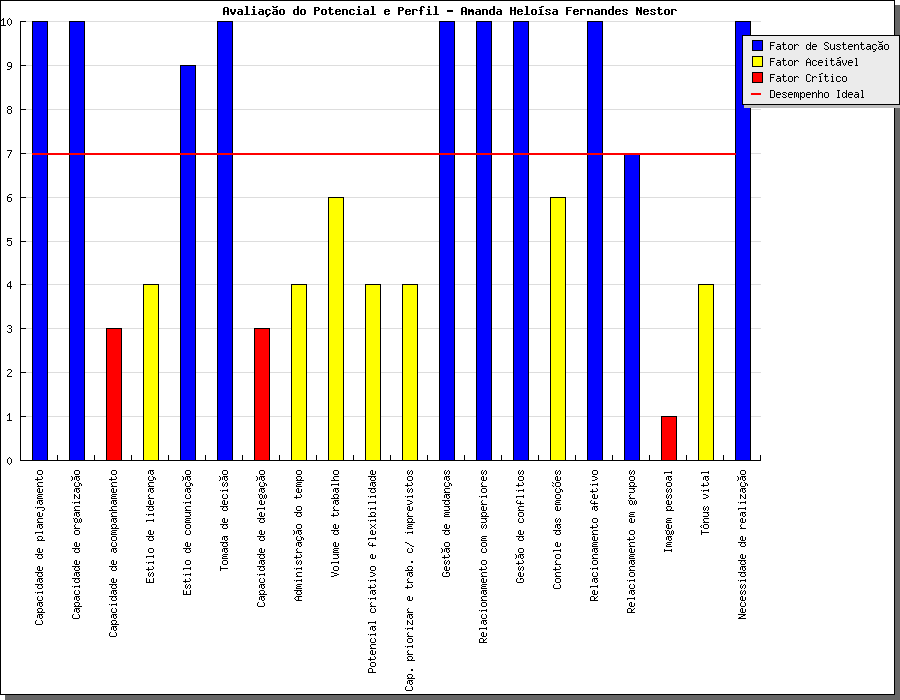 Avaliação do Potencial e Perfil - Amanda Heloísa Fernandes Nestor
10
9
8
7
6
5
4
3
2
1
0
Fator de Sustentação
Fator Aceitável
Fator Crítico
Desempenho Ideal
Capacidade de planejamento
Capacidade de organização
Capacidade de acompanhamento
Estilo de liderança
Estilo de comunicação
Tomada de decisão
Capacidade de delegação
Administração do tempo
Volume de trabalho
Potencial criativo e flexibilidade
Cap. priorizar e trab. c/ imprevistos
Gestão de mudanças
Relacionamento com superiores
Gestão de conflitos
Controle das emoções
Relacionamento afetivo
Relacionamento em grupos
Imagem pessoal
Tônus vital
Necessidade de realização